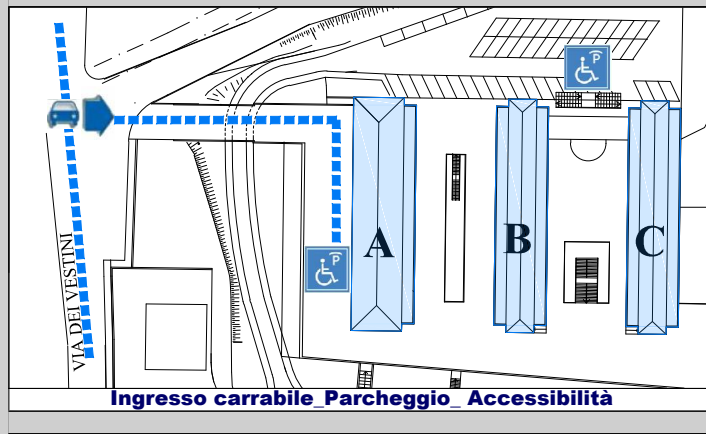 P
P
A
B
C
VIA DEI VESTINI
Ingresso carrabile_Parcheggio_ Accessibilità